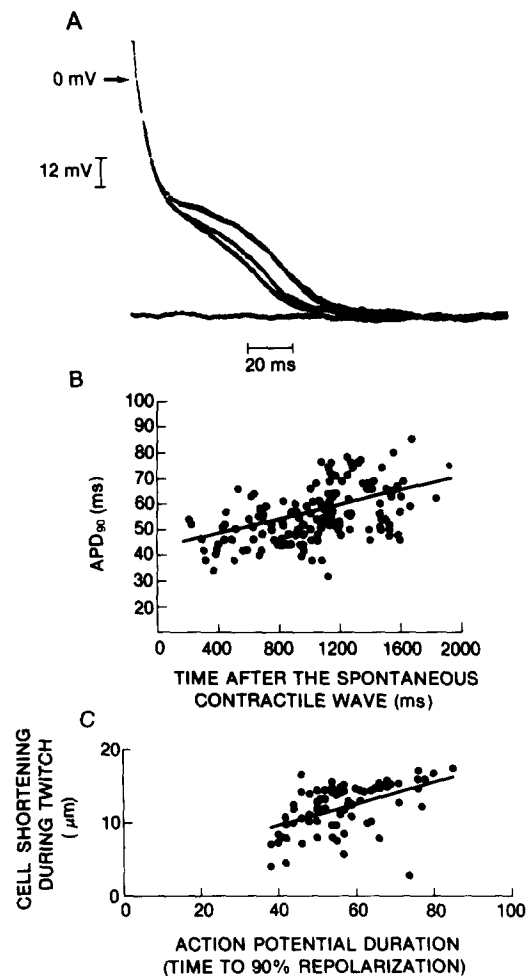 A
0 mV
12 mV
20 ms
B
100
90
80
70
60
50
40
30
20
APD₉₀ (ms)
0 400 800 1200 1600 2000
TIME AFTER THE SPONTANEOUS
CONTRACTILE WAVE (ms)
C
20
10
0
CELL SHORTENING
DURING TWITCH
(μm)
0 20 40 60 80 100
ACTION POTENTIAL DURATION
(TIME TO 90% REPOLARIZATION)